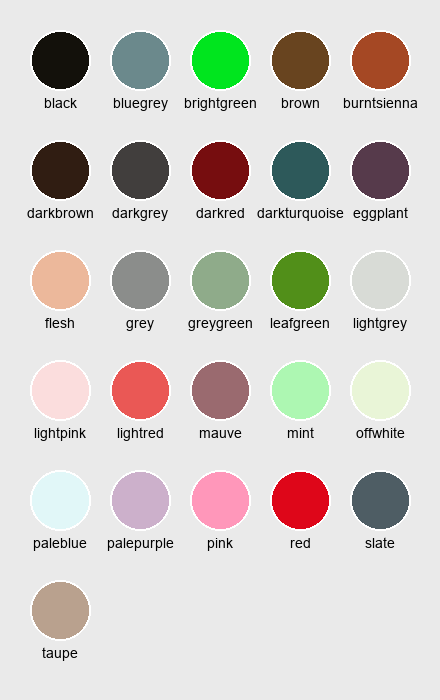 black bluegrey brightgreen brown burntsienna
darkbrown darkgrey darkred darkturquoise eggplant
flesh grey greygreen leafgreen lightgrey
lightpink lightred mauve mint offwhite
paleblue palepurple pink red slate
taupe